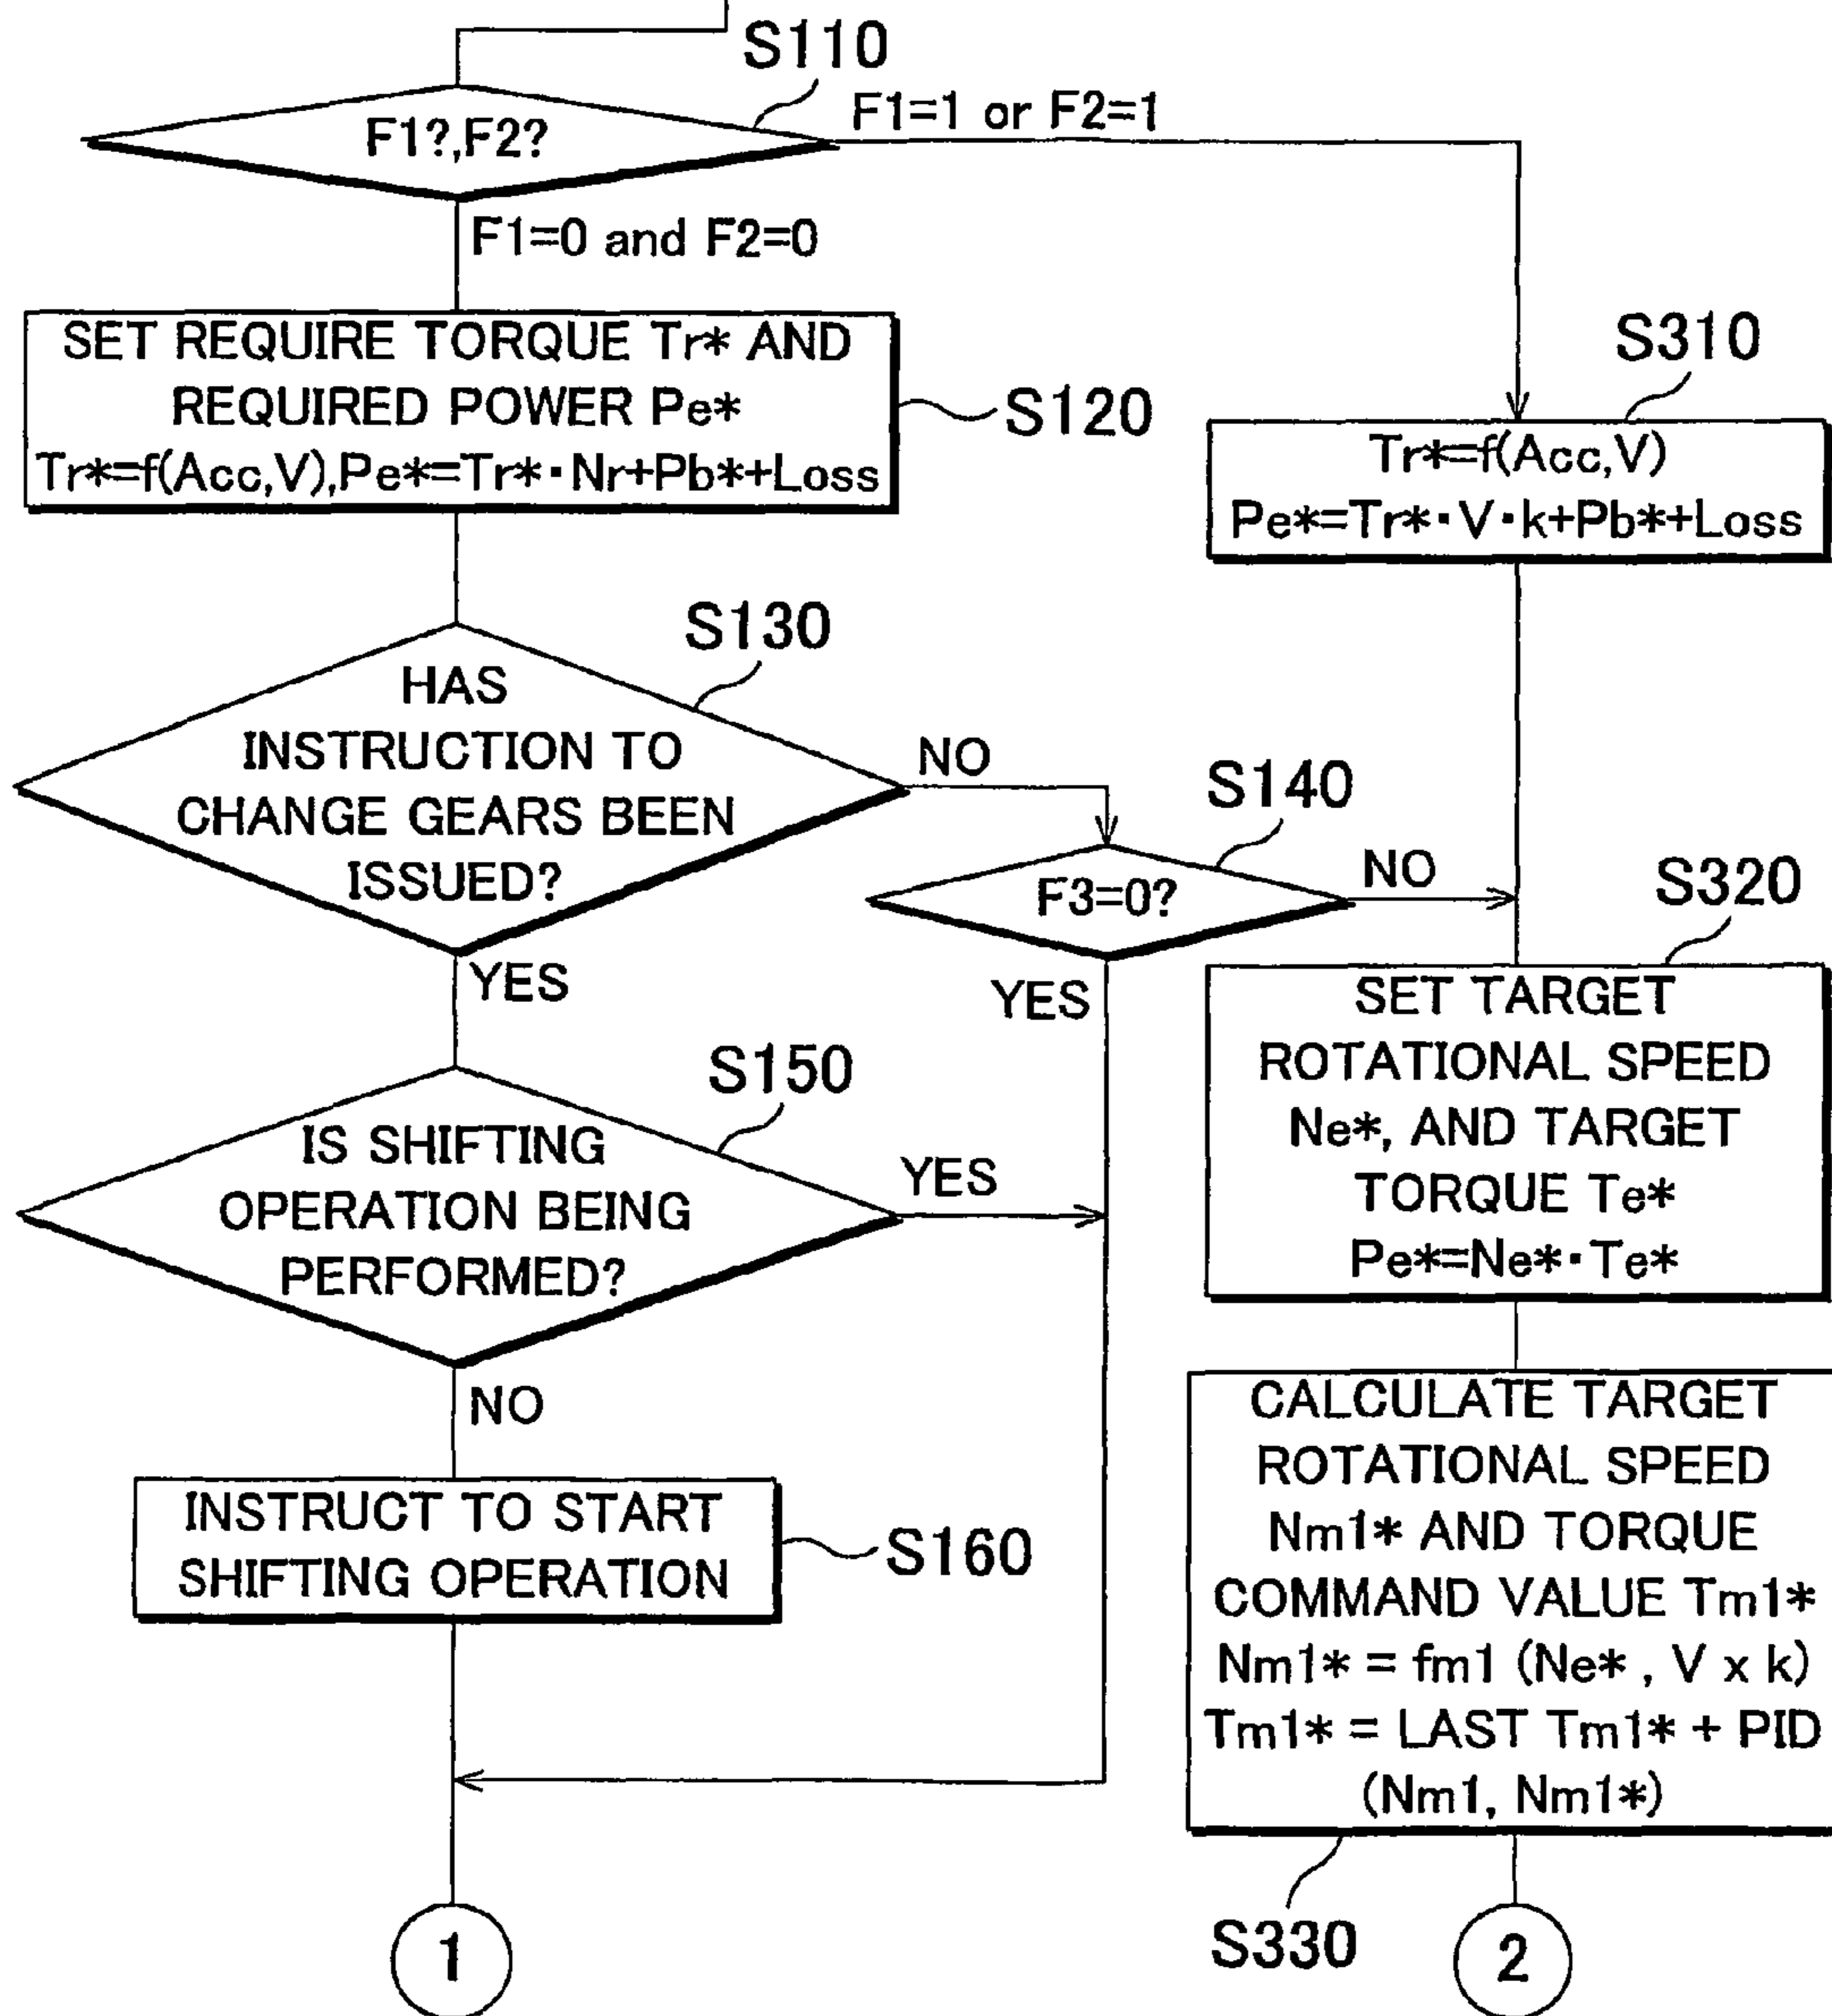 S110
F1?,F2?
F1=1 or F2=1
F1=0 and F2=0
SET REQUIRE TORQUE Tr* AND
REQUIRED POWER Pe*
Tr*=f(Acc,V),Pe*=Tr*·Nr+Pb*+Loss
S120
S310
Tr*=f(Acc,V)
Pe*=Tr*·V·k+Pb*+Loss
S130
HAS
INSTRUCTION TO
CHANGE GEARS BEEN
ISSUED?
NO
YES
S140
F3=0?
NO
YES
S150
IS SHIFTING
OPERATION BEING
PERFORMED?
YES
NO
S160
INSTRUCT TO START
SHIFTING OPERATION
S320
SET TARGET
ROTATIONAL SPEED
Ne*, AND TARGET
TORQUE Te*
Pe*=Ne*·Te*
CALCULATE TARGET
ROTATIONAL SPEED
Nm1* AND TORQUE
COMMAND VALUE Tm1*
Nm1* = fm1 (Ne* , V x k)
Tm1* = LAST Tm1* + PID
(Nm1, Nm1*)
S330
1
2